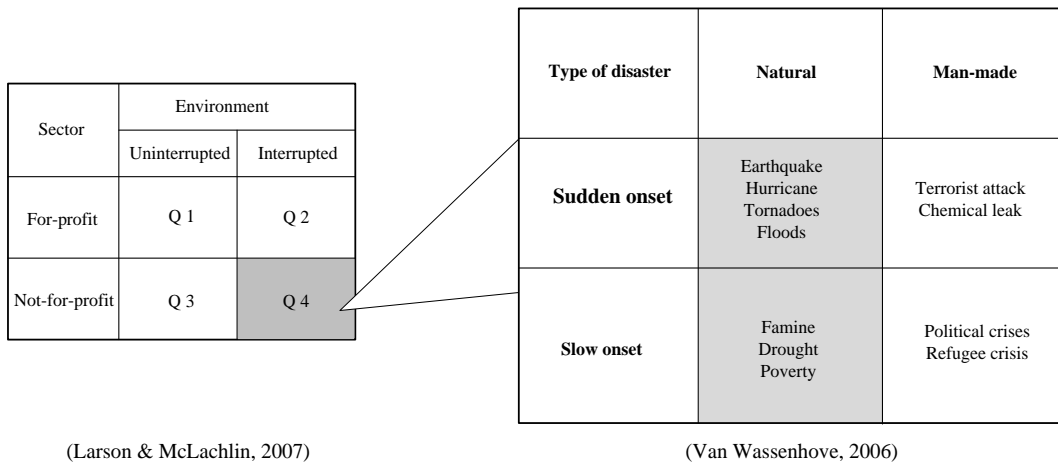 Sector
Environment
Uninterrupted
Interrupted
For-profit
Q 1
Q 2
Not-for-profit
Q 3
Q 4
(Larson & McLachlin, 2007)
Type of disaster
Natural
Man-made
Sudden onset
Earthquake
Hurricane
Tornadoes
Floods
Terrorist attack
Chemical leak
Slow onset
Famine
Drought
Poverty
Political crises
Refugee crisis
(Van Wassenhove, 2006)